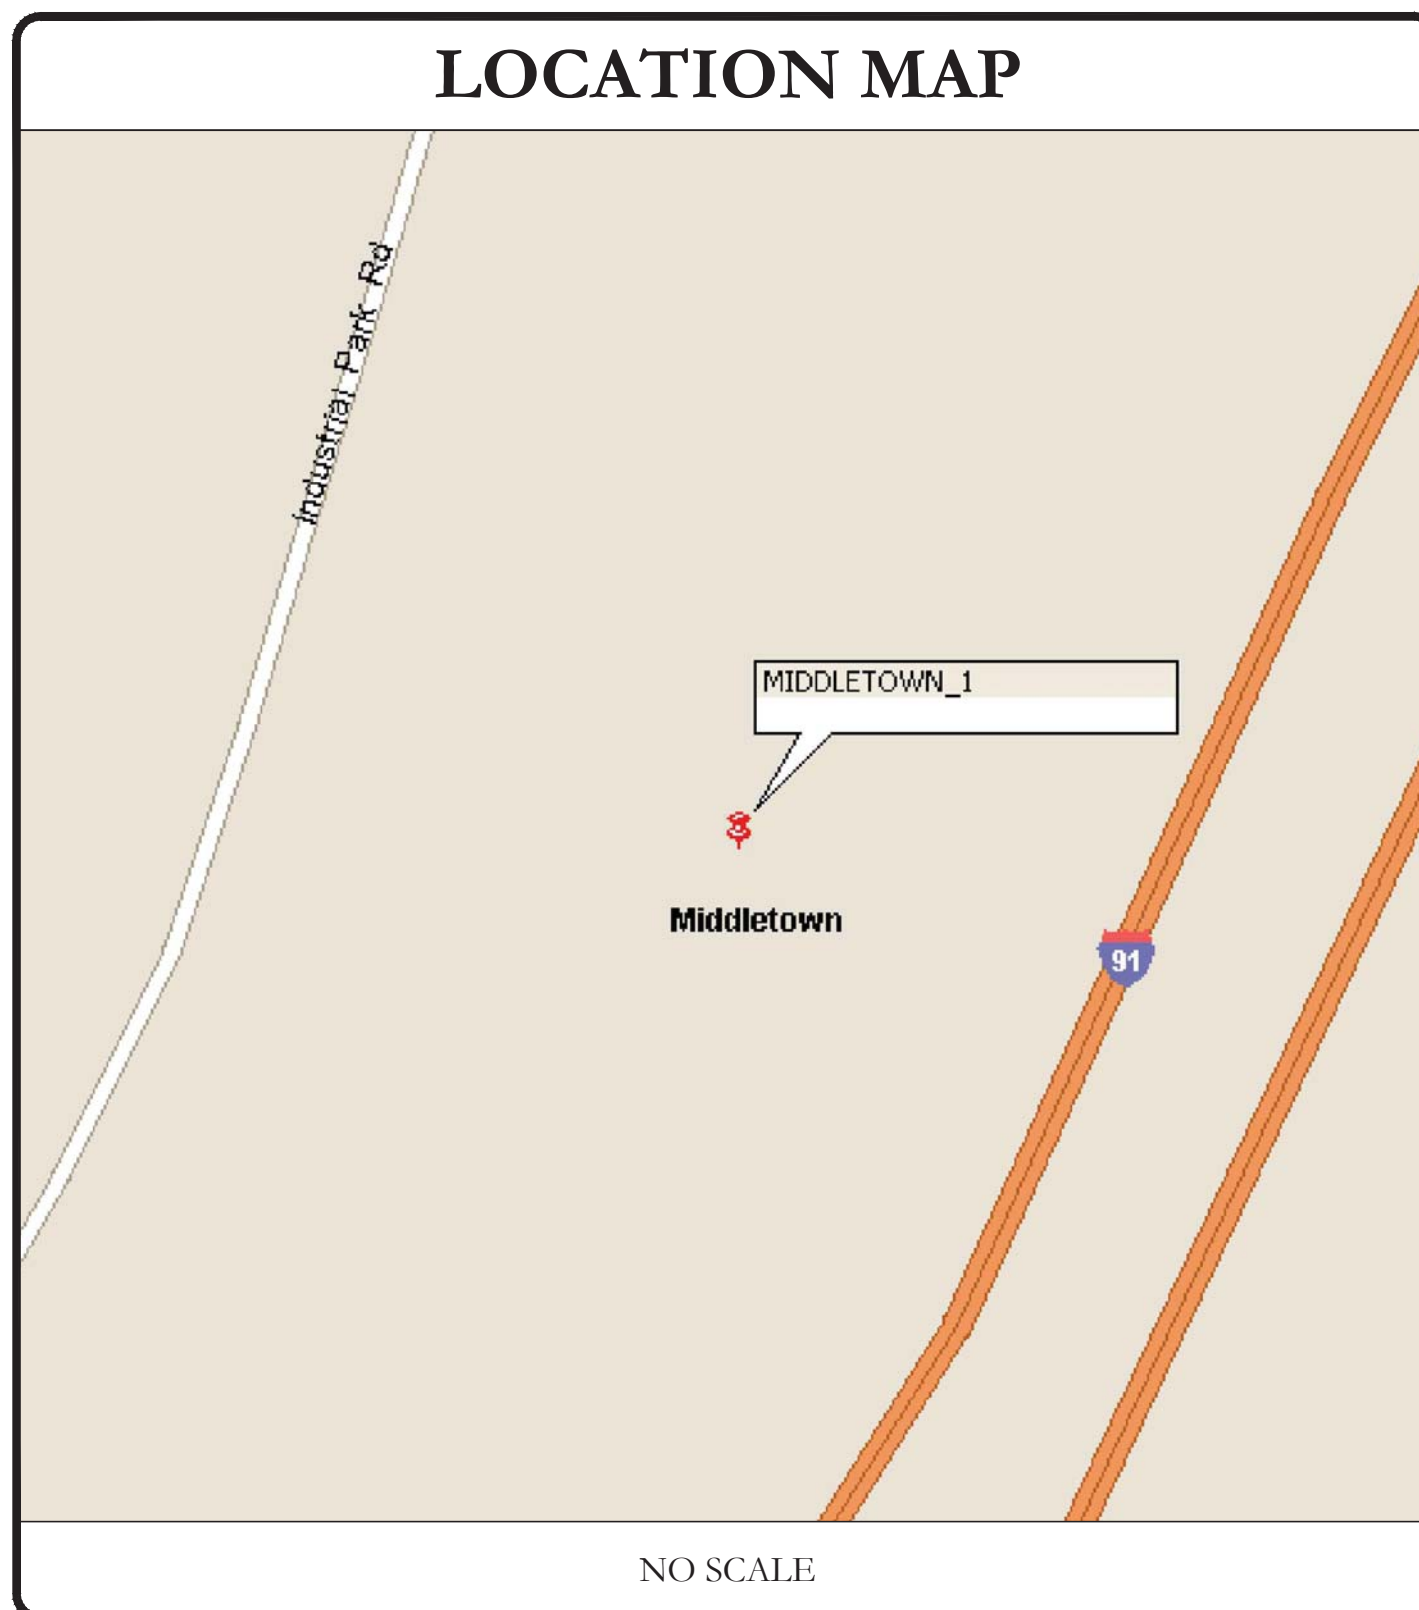 LOCATION MAP
Industrial Park Rd
MIDDLETOWN_1
Middletown
91
NO SCALE